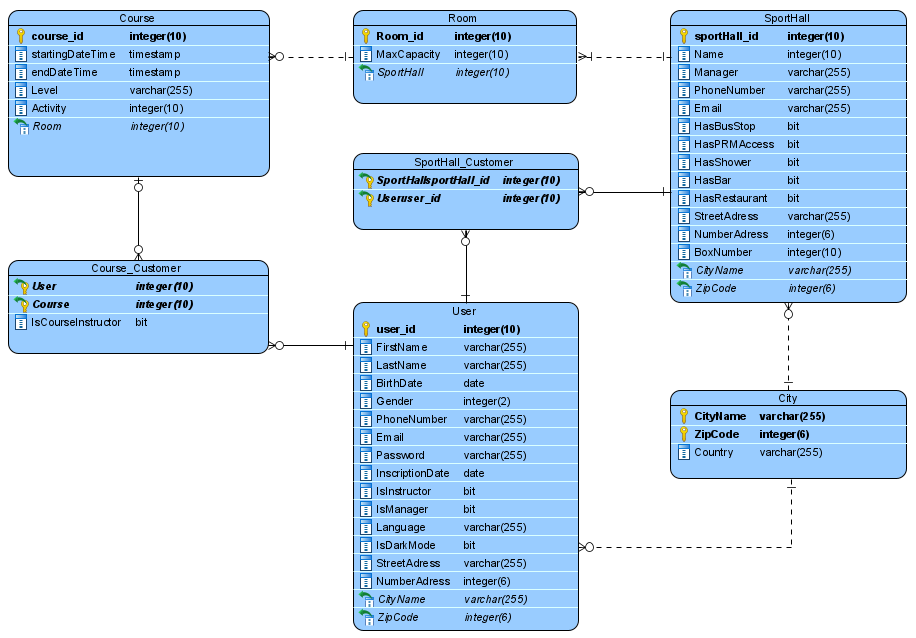 Course
course_id integer(10)
startingDateTime timestamp
endDateTime timestamp
Level varchar(255)
Activity integer(10)
Room integer(10)
Room
Room_id integer(10)
MaxCapacity integer(10)
SportHall integer(10)
SportHall
sportHall_id integer(10)
Name integer(10)
Manager varchar(255)
PhoneNumber varchar(255)
Email varchar(255)
HasBusStop bit
HasPRMAccess bit
HasShower bit
HasBar bit
HasRestaurant bit
StreetAdress varchar(255)
NumberAdress integer(6)
BoxNumber integer(10)
CityName varchar(255)
ZipCode integer(6)
SportHall_Customer
SportHallsportHall_id integer(10)
Useruser_id integer(10)
Course_Customer
User integer(10)
Course integer(10)
IsCourseInstructor bit
User
user_id integer(10)
FirstName varchar(255)
LastName varchar(255)
BirthDate date
Gender integer(2)
PhoneNumber varchar(255)
Email varchar(255)
Password varchar(255)
InscriptionDate date
IsInstructor bit
IsManager bit
Language varchar(255)
IsDarkMode bit
StreetAdress varchar(255)
NumberAdress integer(6)
CityName varchar(255)
ZipCode integer(6)
City
CityName varchar(255)
ZipCode integer(6)
Country varchar(255)